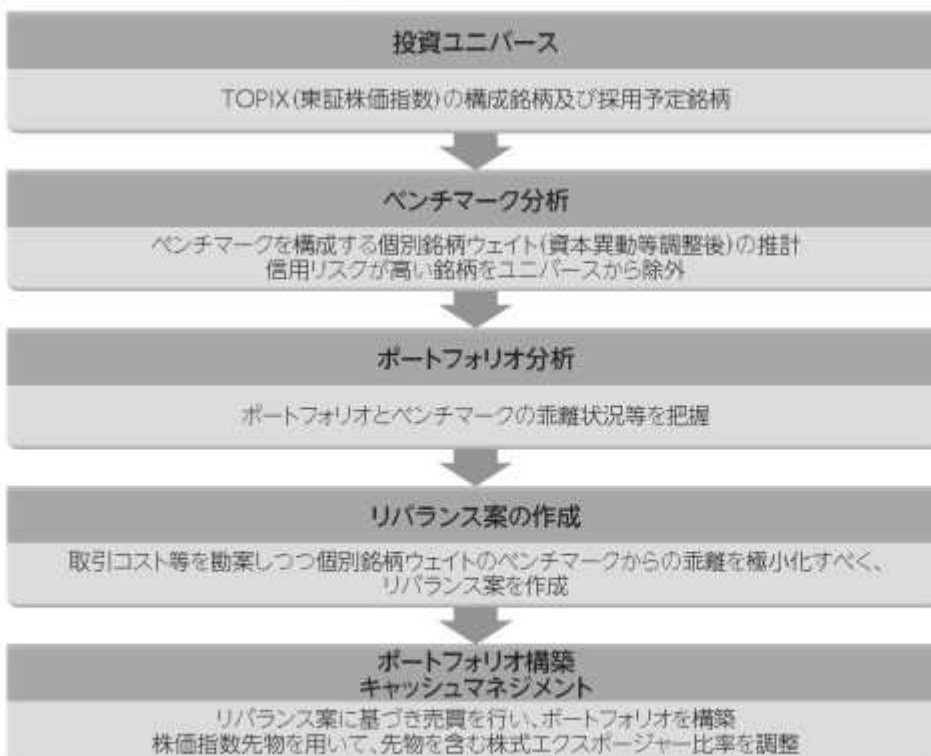 投資ユニバース
TOPIX(東証株価指数)の構成銘柄及び採用予定銘柄
ベンチマーク分析
ベンチマークを構成する個別銘柄ウェイト(資本異動等調整後)の推計
信用リスクが高い銘柄をユニバースから除外
ポートフォリオ分析
ポートフォリオとベンチマークの乖離状況等を把握
リバランス案の作成
取引コスト等を勘案しつつ個別銘柄ウェイトのベンチマークからの乖離を極小化すべく、
リバランス案を作成
ポートフォリオ構築
キャッシュマネジメント
リバランス案に基づき売買を行い、ポートフォリオを構築
株価指数先物を用いて、先物を含む株式エクスポージャー比率を調整